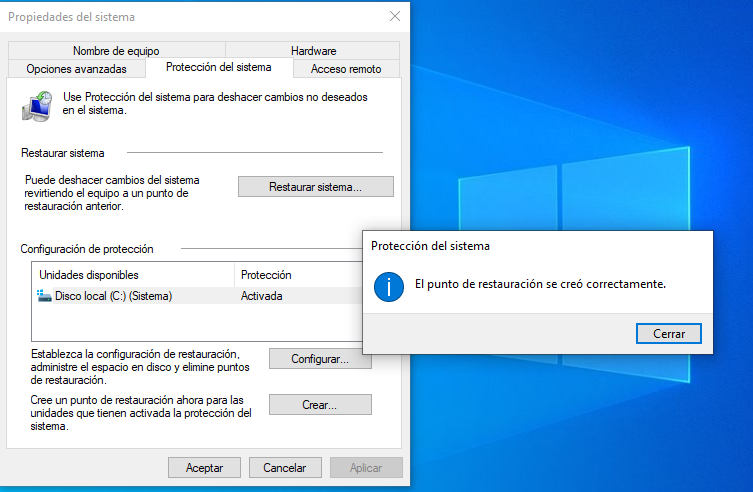 Propiedades del sistema
Nombre de equipo
Hardware
Opciones avanzadas
Protección del sistema
Acceso remoto
Use Protección del sistema para deshacer cambios no deseados
en el sistema.
Restaurar sistema
Puede deshacer cambios del sistema
revirtiendo el equipo a un punto de
restauración anterior.
Restaurar sistema...
Configuración de protección
Unidades disponibles
Protección
Disco local (C:) (Sistema)
Activada
Establezca la configuración de restauración,
administre el espacio en disco y elimine puntos
de restauración.
Configurar...
Cree un punto de restauración ahora para las
unidades que tienen activada la protección del
sistema.
Crear...
Aceptar
Cancelar
Aplicar
Protección del sistema
El punto de restauración se creó correctamente.
Cerrar